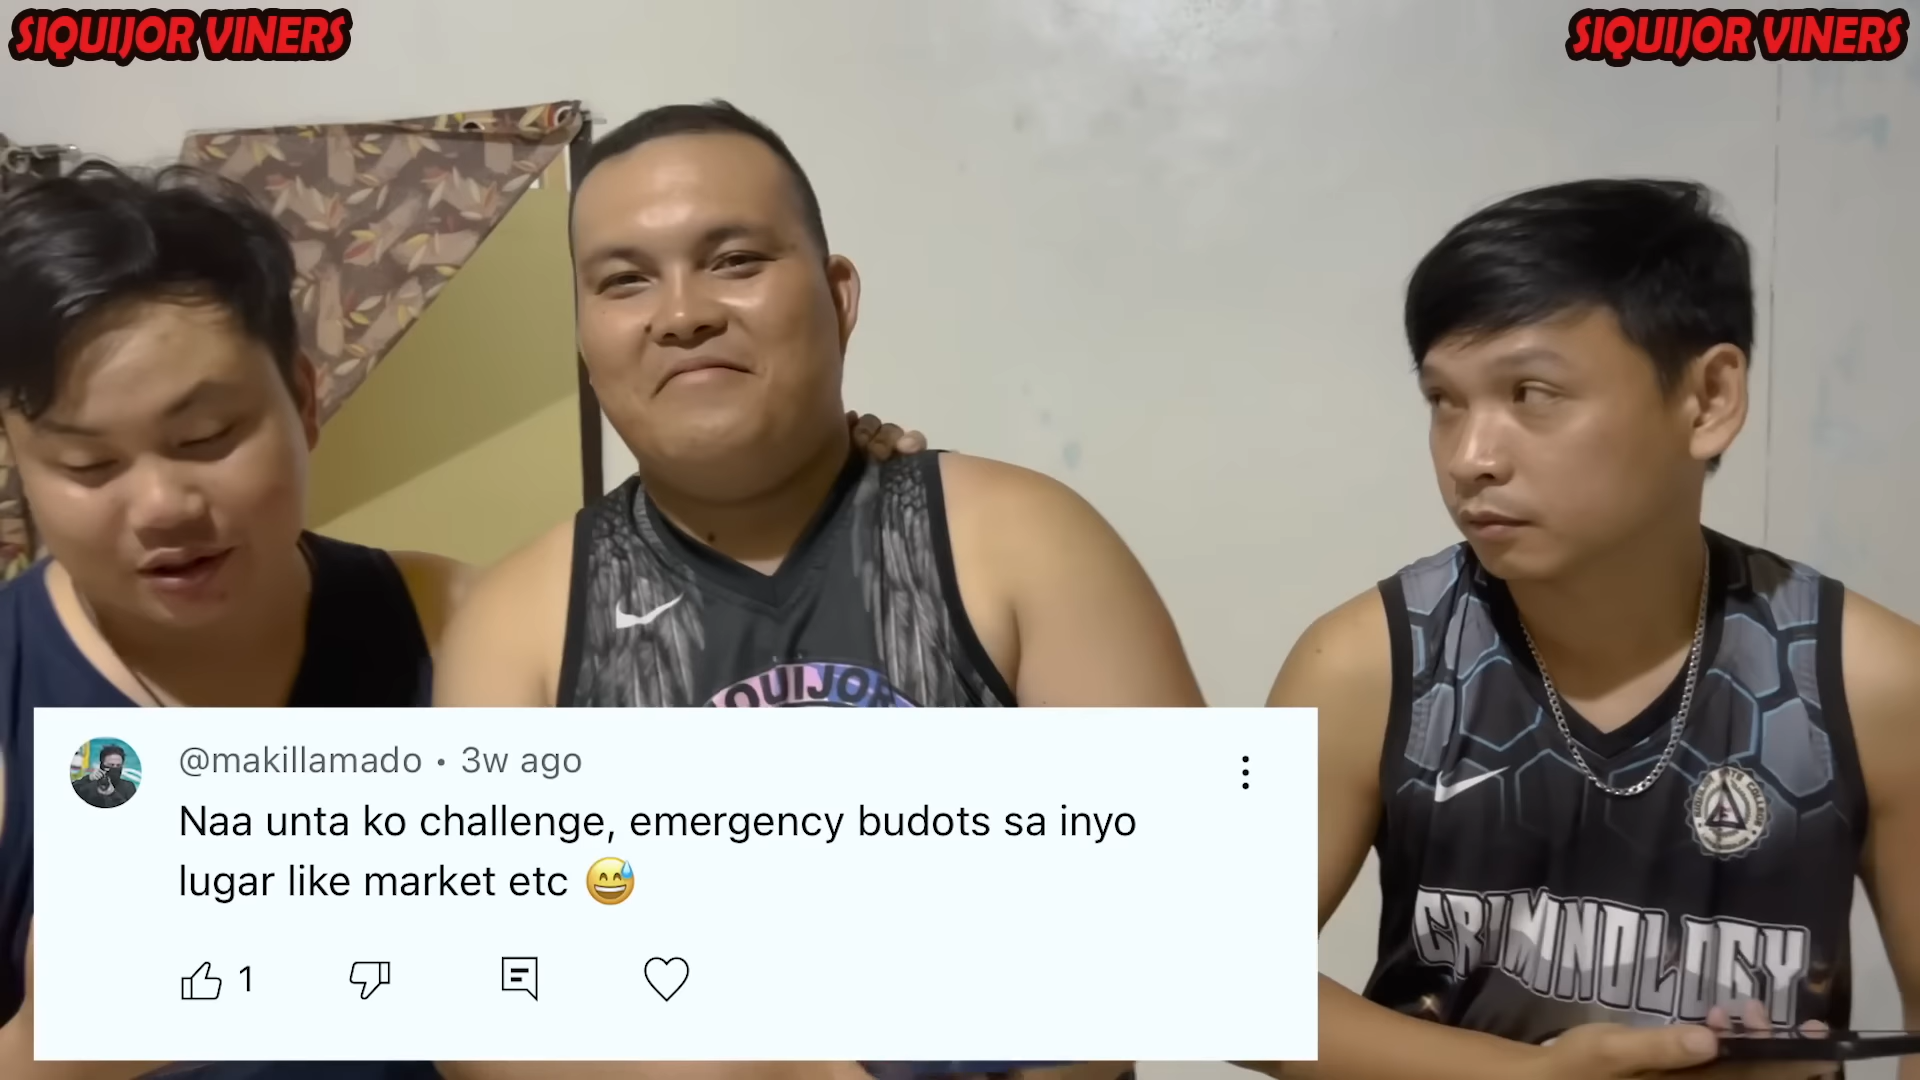 SIQUIJOR VINERS
SIQUIJOR VINERS
QUIJOR
CRIMINOLOGY
@makillamado • 3w ago
Naa unta ko challenge, emergency budots sa inyo
lugar like market etc 😅
1